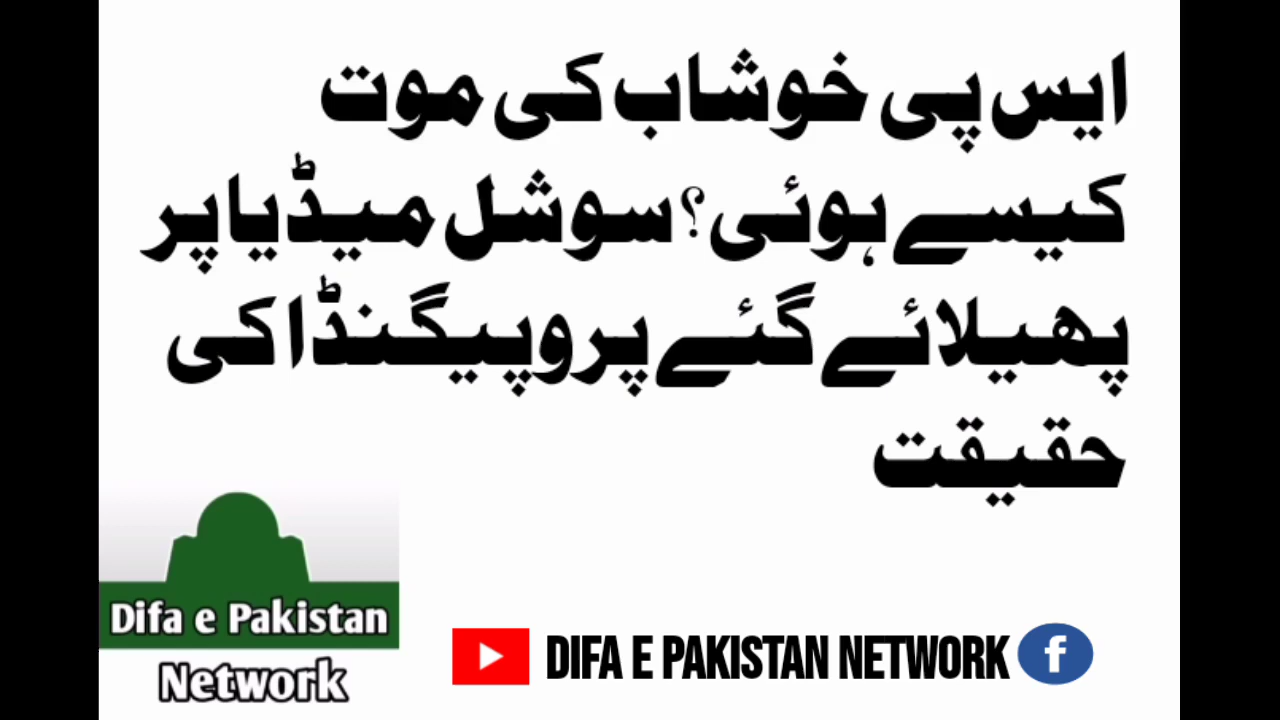 ایس پی خوشاب کی موت
کیسے ہوئی؟ سوشل میڈیا پر
پھیلائے گئے پروپیگنڈا کی
حقیقت
Difa e Pakistan
Network
DIFA E PAKISTAN NETWORK f